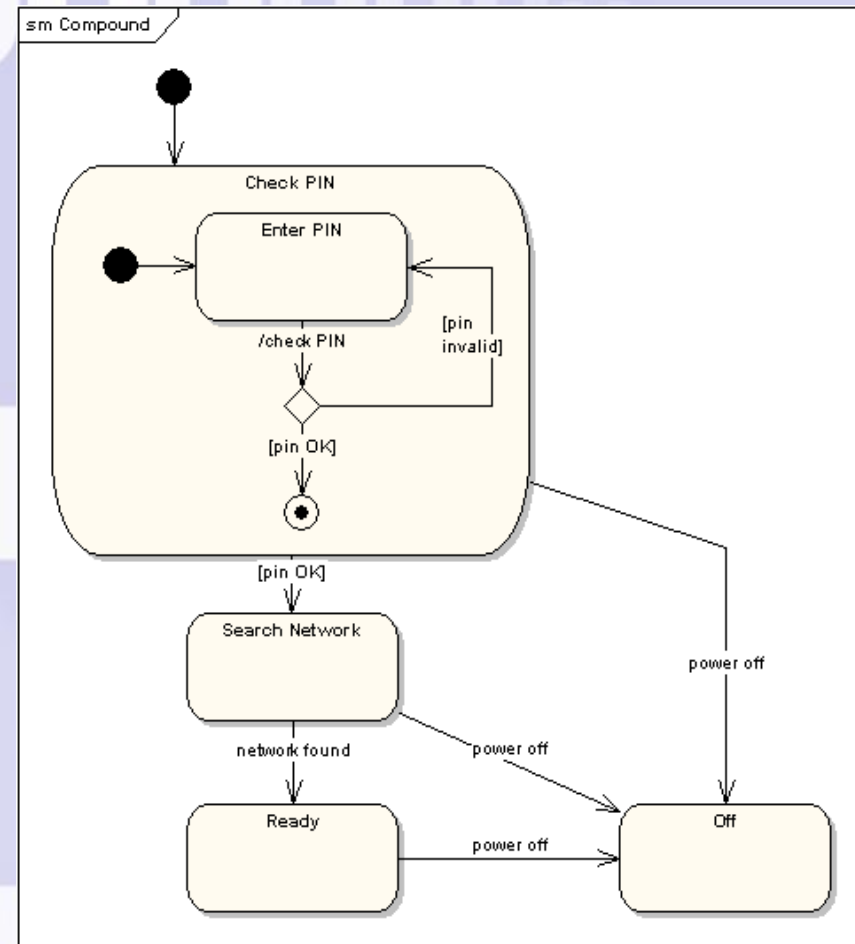 sm Compound
Check PIN
Enter PIN
/check PIN
[pin
invalid]
[pin OK]
[pin OK]
Search Network
power off
network found
power off
Ready
Off
power off